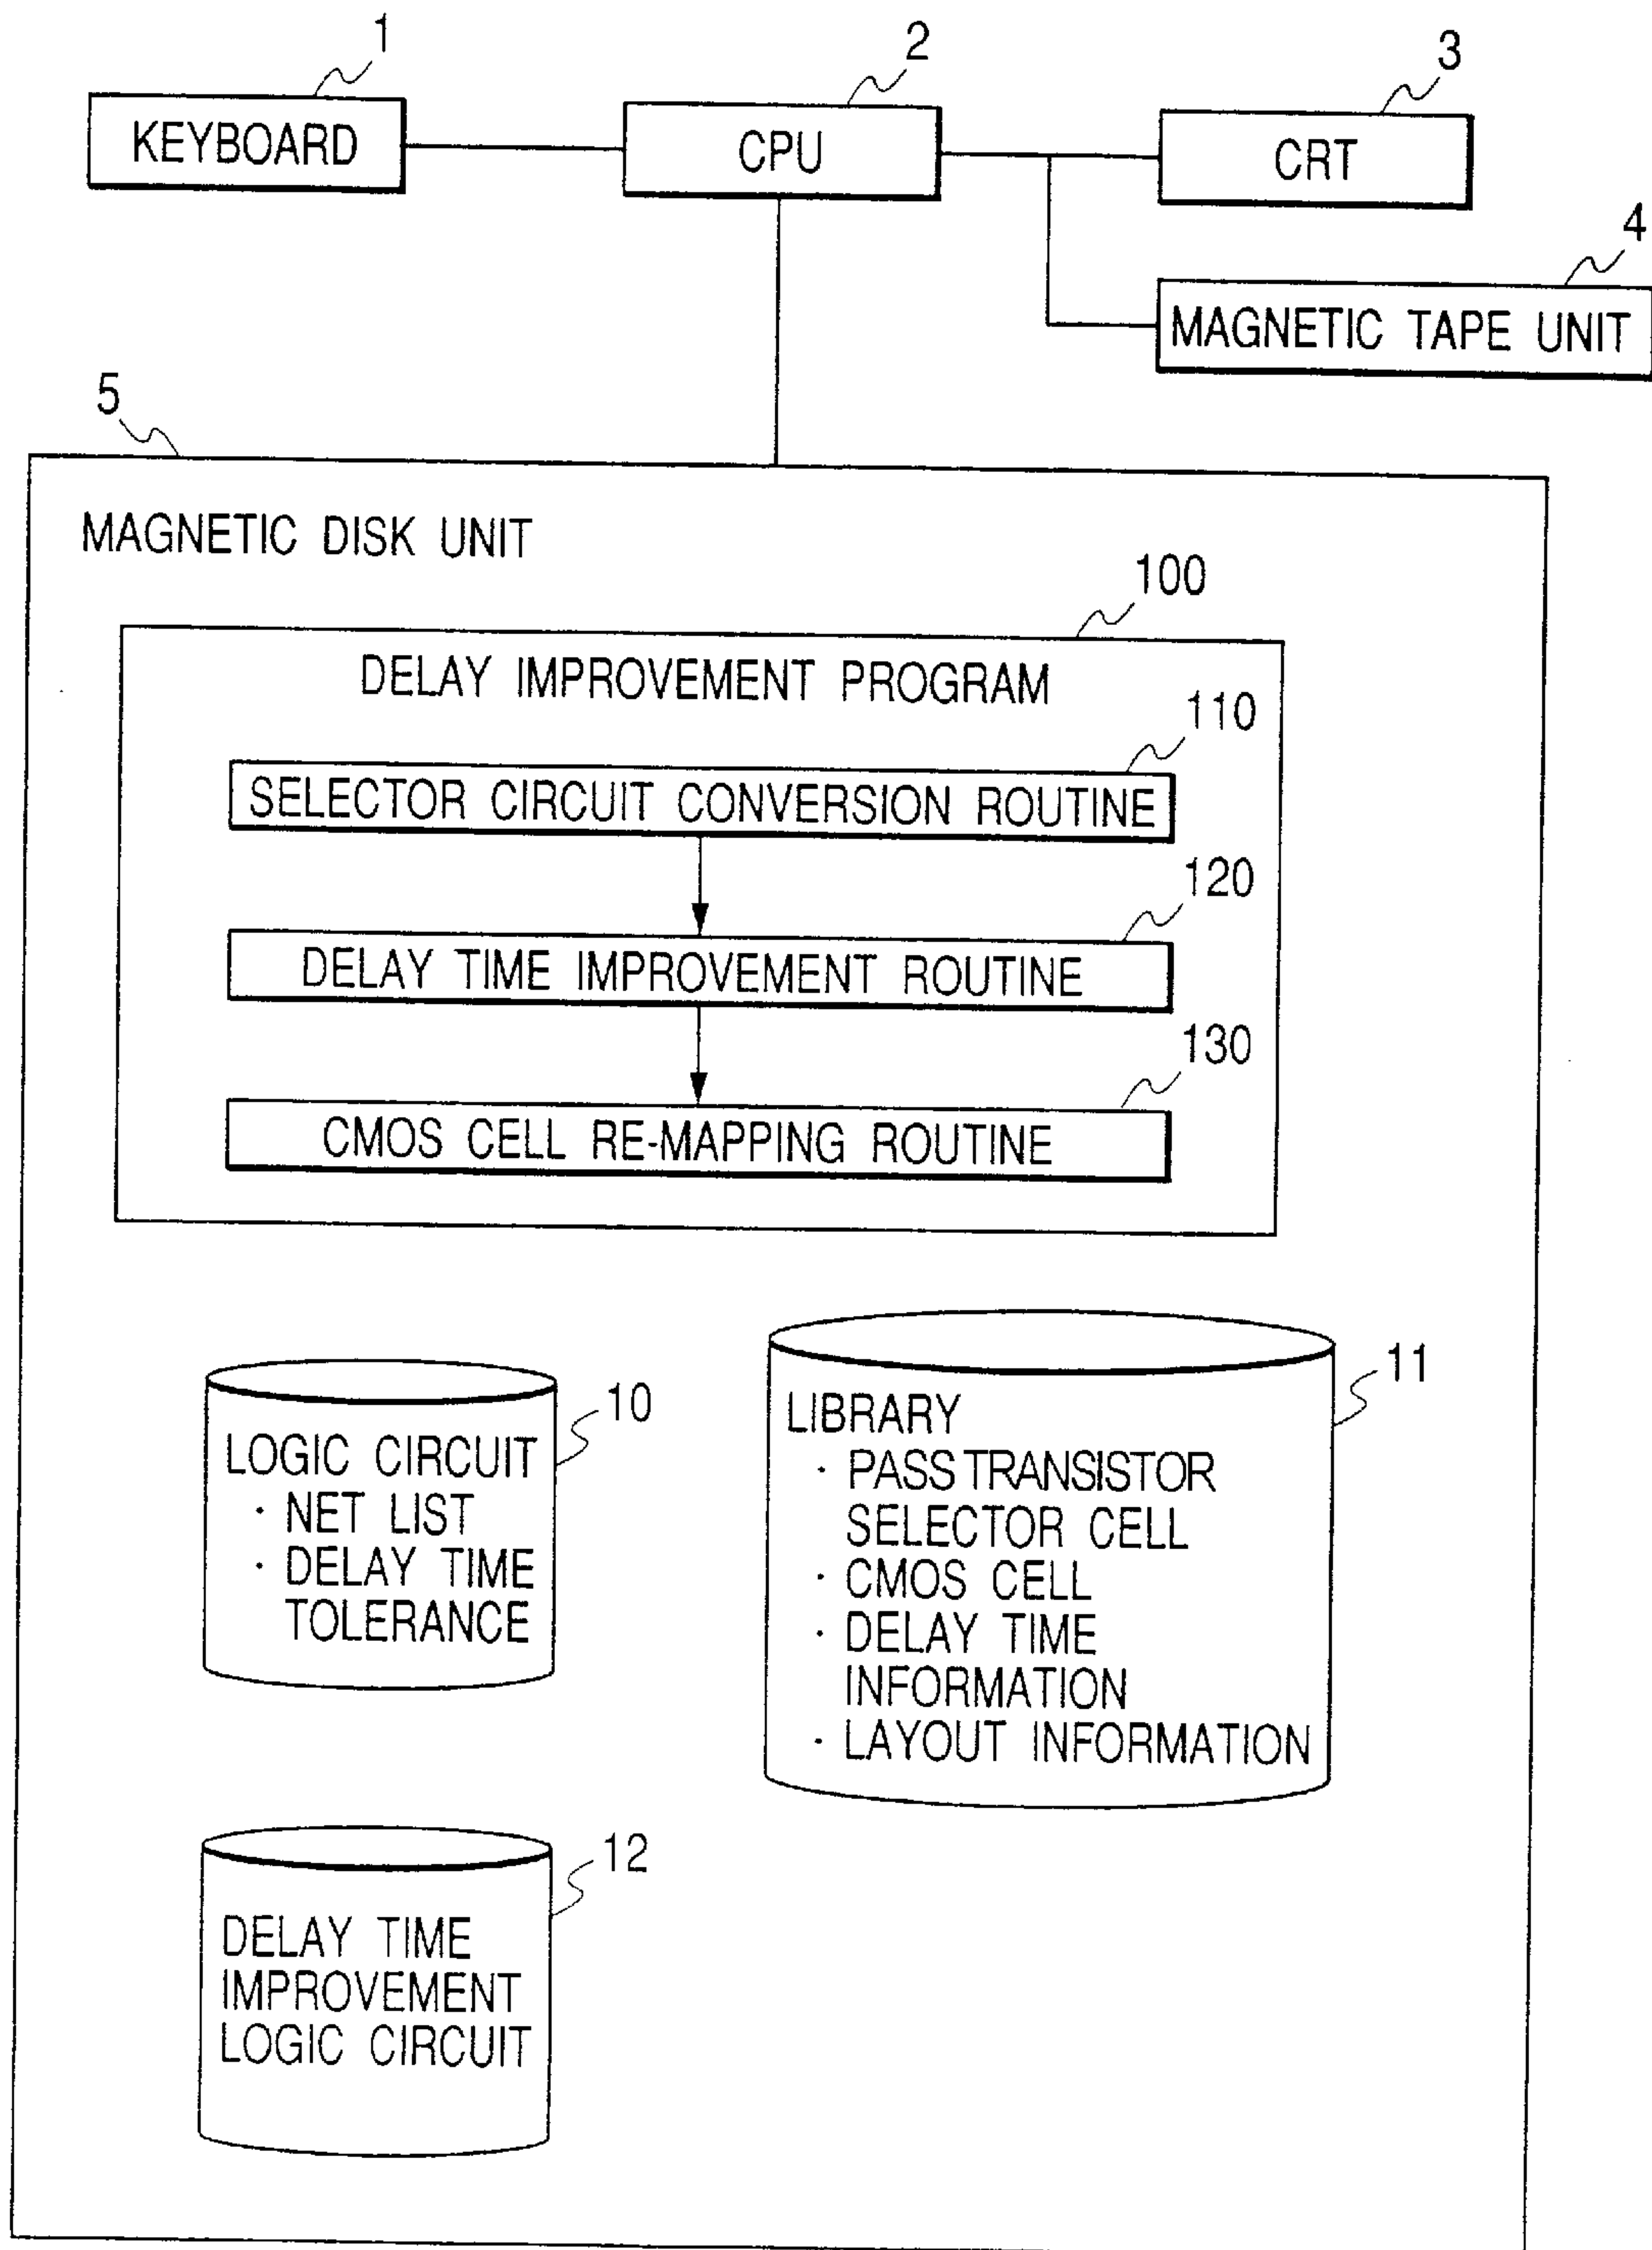 1
2
3
KEYBOARD
CPU
CRT
4
MAGNETIC TAPE UNIT
5
MAGNETIC DISK UNIT
100
DELAY IMPROVEMENT PROGRAM
110
SELECTOR CIRCUIT CONVERSION ROUTINE
120
DELAY TIME IMPROVEMENT ROUTINE
130
CMOS CELL RE-MAPPING ROUTINE
10
LOGIC CIRCUIT
· NET LIST
· DELAY TIME
TOLERANCE
11
LIBRARY
· PASS TRANSISTOR
SELECTOR CELL
· CMOS CELL
· DELAY TIME
INFORMATION
· LAYOUT INFORMATION
12
DELAY TIME
IMPROVEMENT
LOGIC CIRCUIT